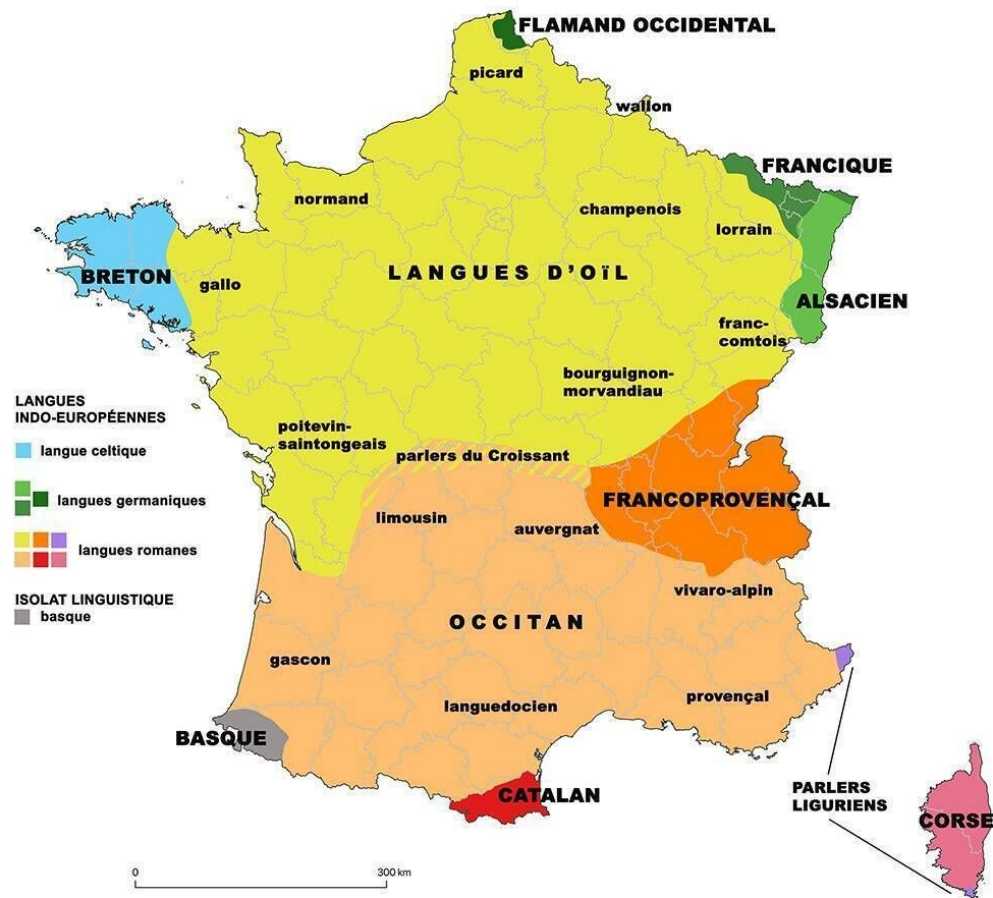 FLAMAND OCCIDENTAL
picard
wallon
FRANCIQUE
normand
champenois
lorrain
BRETON
gallo
LANGUES D'OïL
ALSACIEN
franc-
comtois
bourguignon-
morvandiau
LANGUES
INDO-EUROPÉENNES
langue celtique
langues germaniques
langues romanes
ISOLAT LINGUISTIQUE
basque
poitevin-
saintongeais
parlers du Croissant
FRANCOPROVENÇAL
limousin
auvergnat
vivaro-alpin
OCCITAN
gascon
languedocien
provençal
BASQUE
CATALAN
PARLERS
LIGURIENS
CORSE
0
300 km